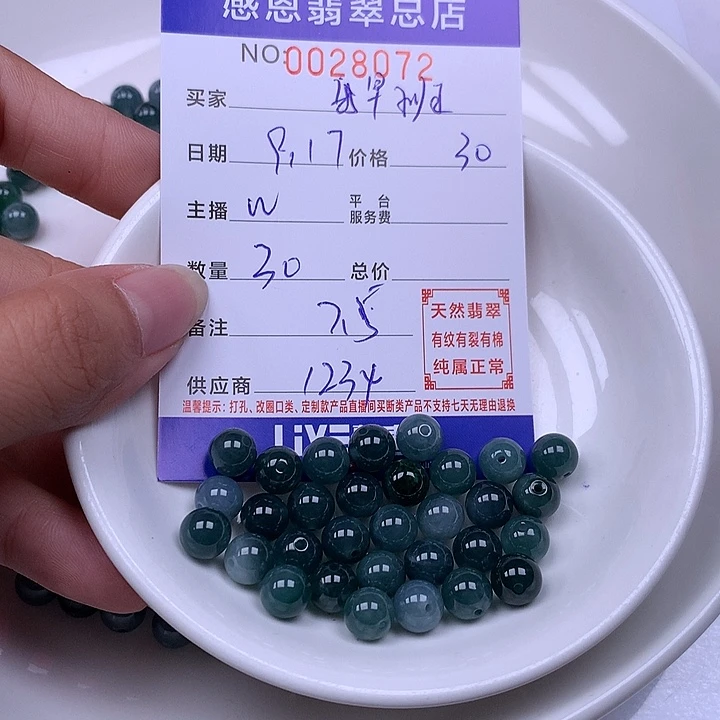 感恩翡翠总店
NO:0028072
买家
日期 9.17 价格 30
主播 W 平台服务费
数量 30 总价
备注 7.5
供应商 1234
天然翡翠
有纹有裂有棉
纯属正常
温馨提示：打孔、改圈口类、定制款产品直播间买断类产品不支持七天无理由退换